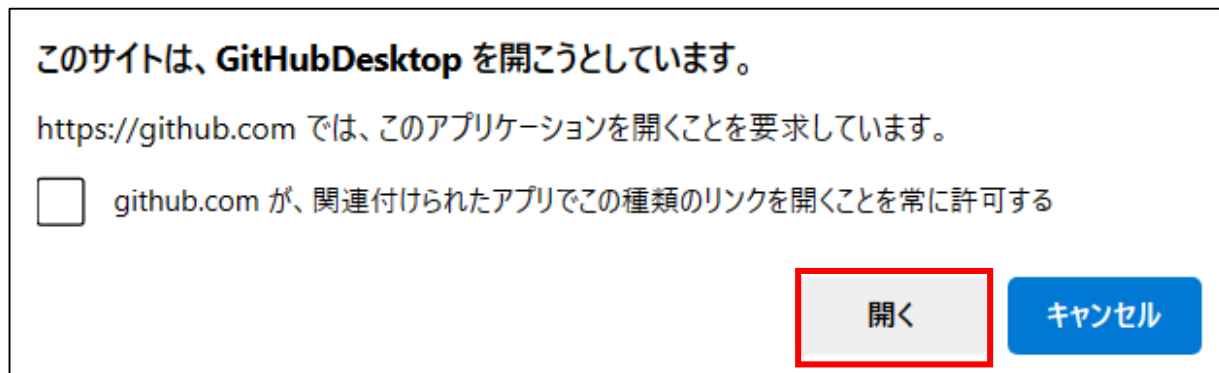 このサイトは、GitHubDesktop を開こうとしています。
https://github.com では、このアプリケーションを開くことを要求しています。
github.com が、関連付けられたアプリでこの種類のリンクを開くことを常に許可する
開く
キャンセル